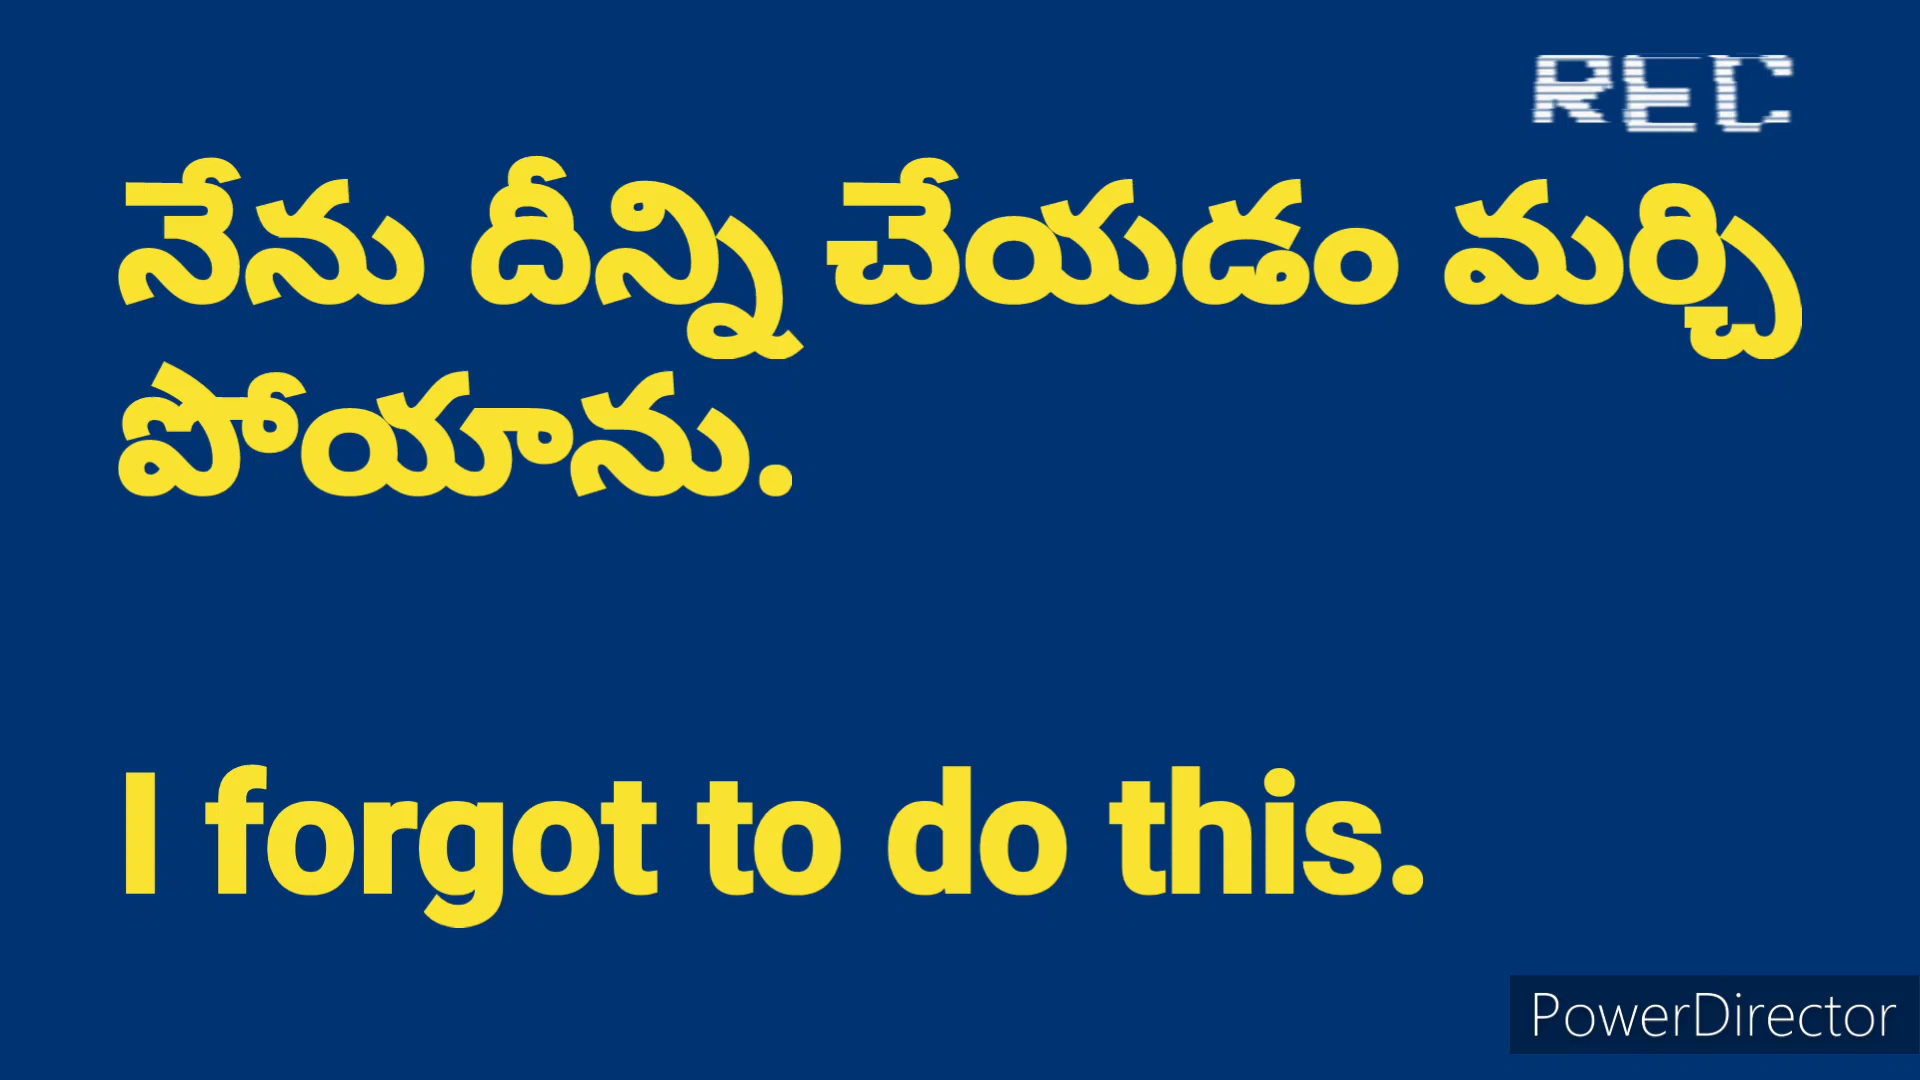 REC
నేను దీన్ని చేయడం మర్చి
పోయాను.
I forgot to do this.
PowerDirector